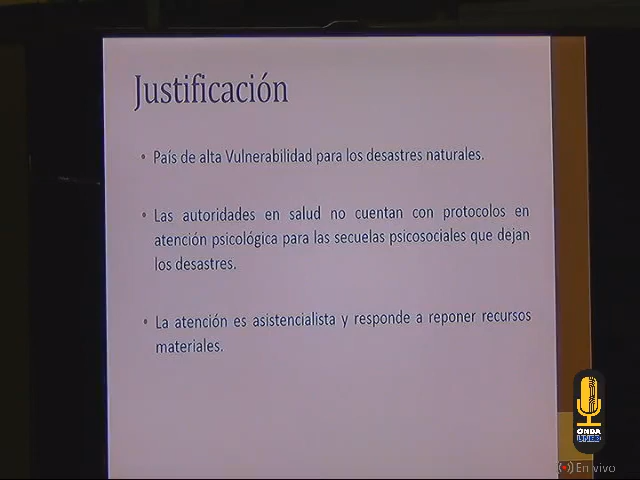 Justificación
• País de alta Vulnerabilidad para los desastres naturales.
• Las autoridades en salud no cuentan con protocolos en
atención psicológica para las secuelas psicosociales que dejan
los desastres.
• La atención es asistencialista y responde a reponer recursos
materiales.
ONDA
UNED
En vivo